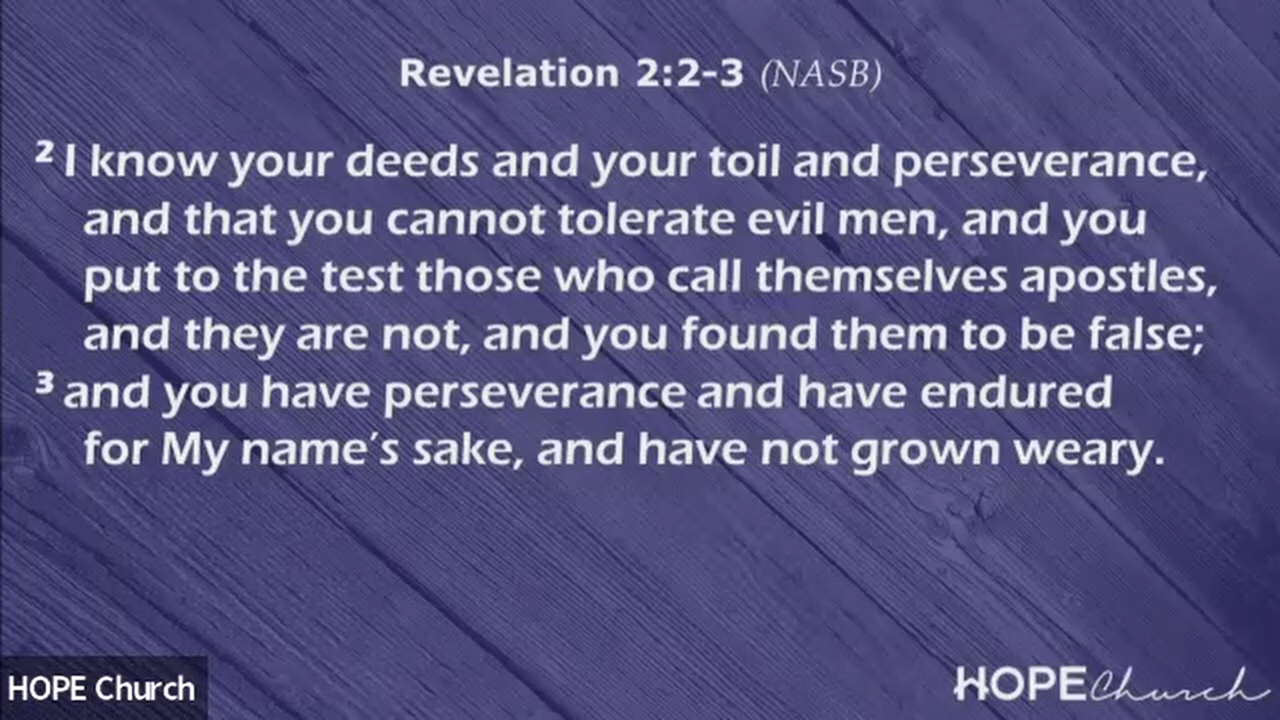 Revelation 2:2-3 (NASB)
² I know your deeds and your toil and perseverance,
and that you cannot tolerate evil men, and you
put to the test those who call themselves apostles,
and they are not, and you found them to be false;
³ and you have perseverance and have endured
for My name’s sake, and have not grown weary.
HOPE Church
HOPE Church